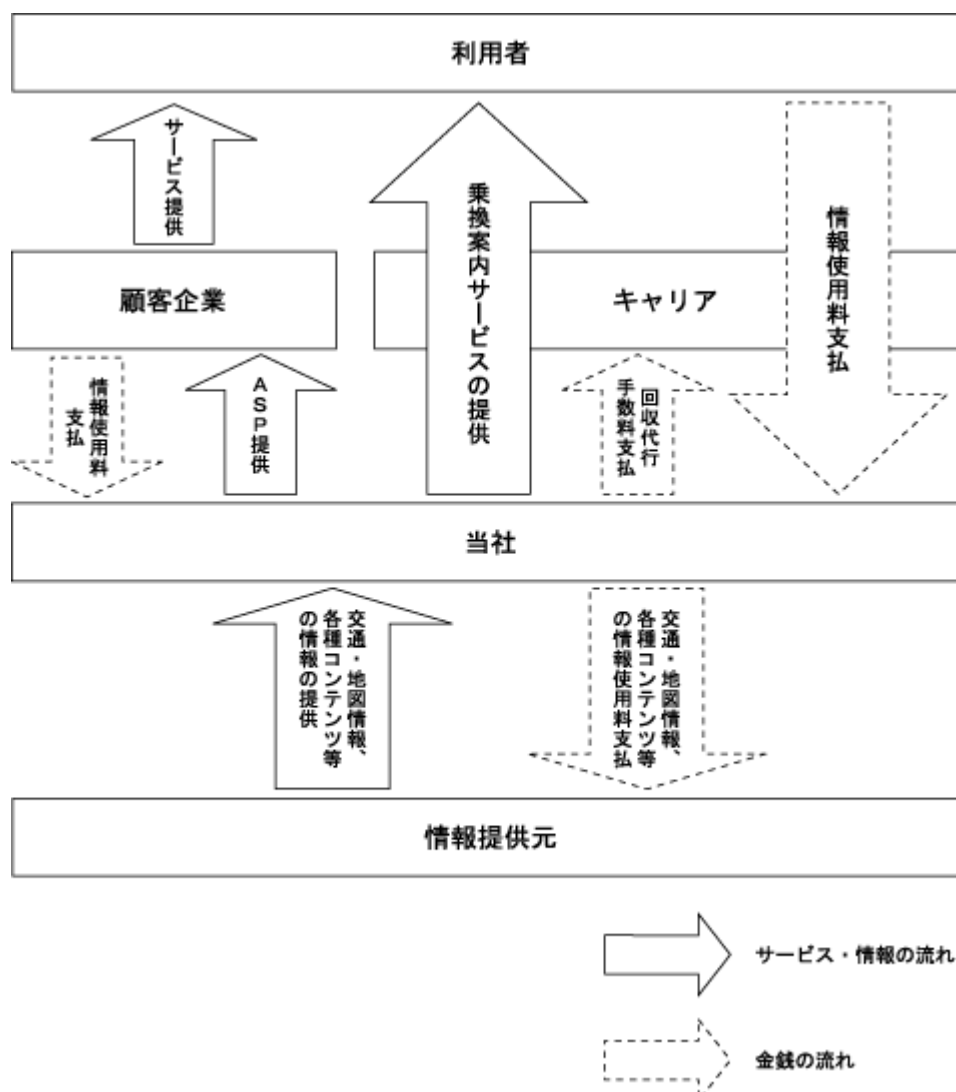 利用者
サービス提供
乗換案内サービスの提供
情報使用料支払
顧客企業
キャリア
情報使用料
支払
ASP提供
回収代行
手数料支払
当社
交通・地図情報、
各種コンテンツ等
の情報の提供
交通・地図情報、
各種コンテンツ等
の情報使用料支払
情報提供元
サービス・情報の流れ
金銭の流れ